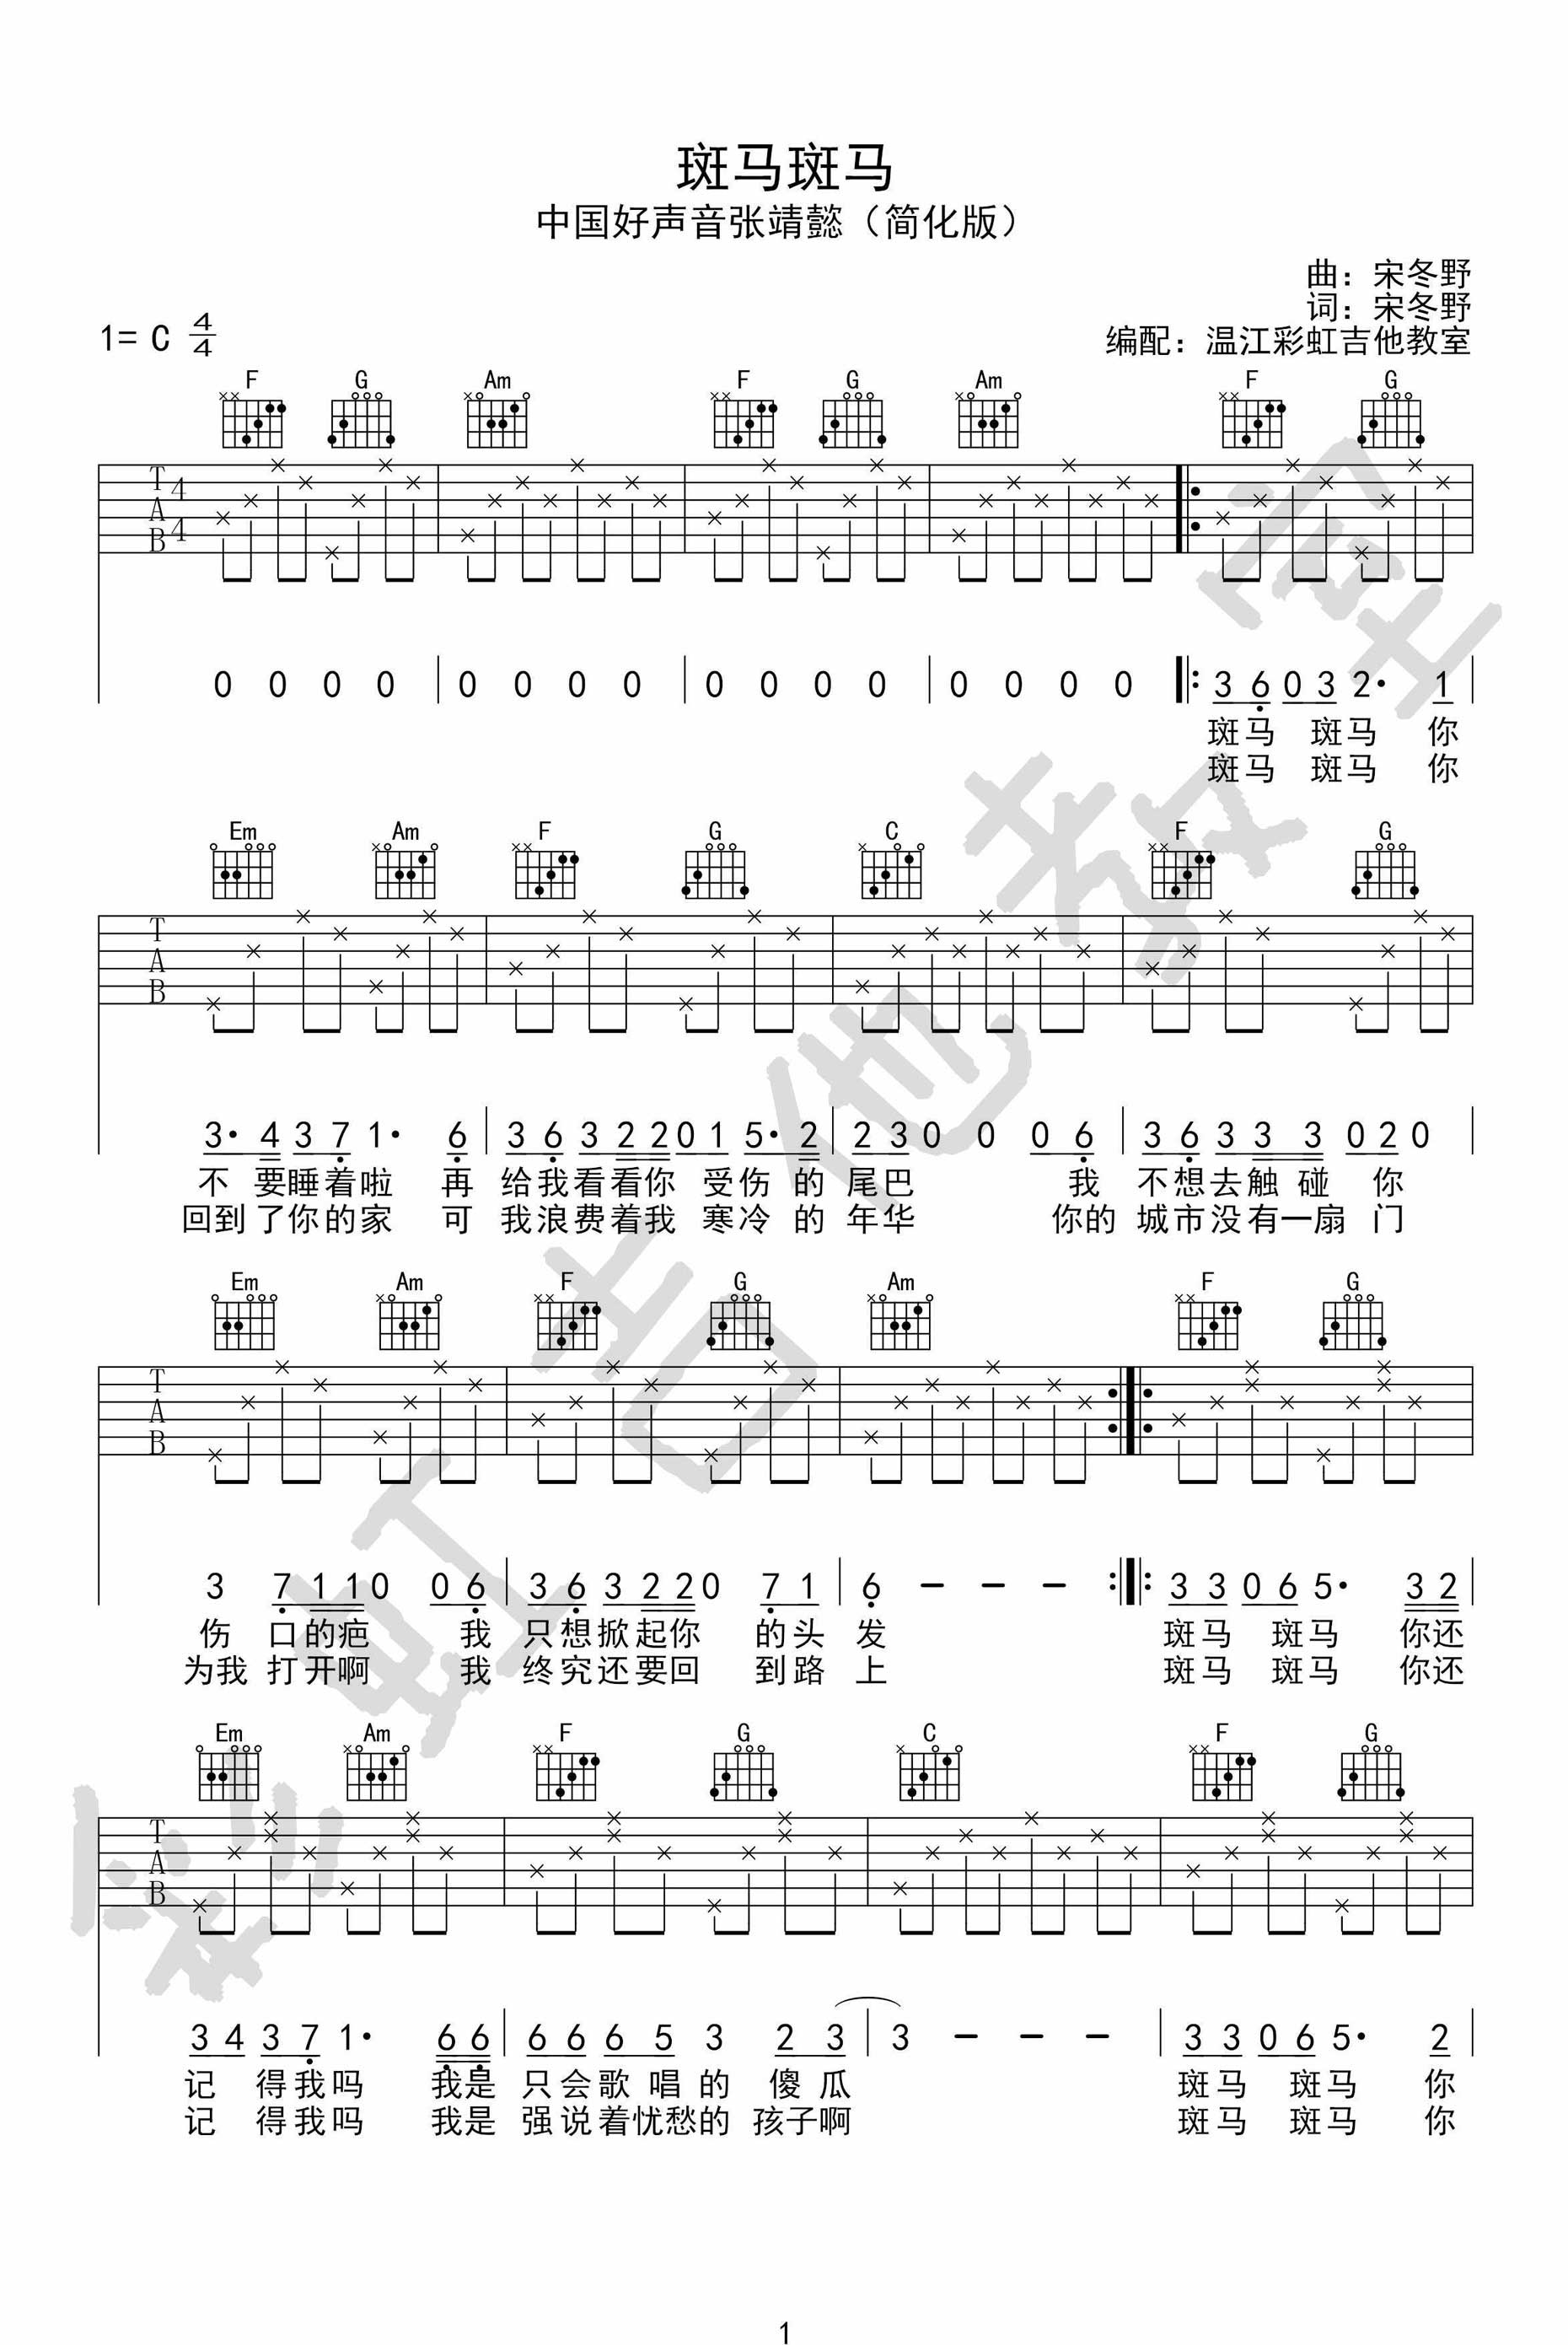 斑马斑马
中国好声音张靖懿（简化版）
曲：宋冬野
词：宋冬野
编配：温江彩虹吉他教室
1= C 4/4
F G Am F G Am F G
T A B 4 4
0 0 0 0 0 0 0 0 0 0 0 0 0 0 0 0 3 6 0 3 2· 1
斑马 斑马 你
斑马 斑马 你
Em Am F G C F G
T A B
3· 4 3 7 1· 6 3 6 3 2 2 0 1 5· 2 2 3 0 0 0 6 3 6 3 3 3 0 2 0
不 要睡着啦 再 给我看看你 受伤 的 尾巴 我 不想去触 碰 你
回到了你的家 可 我浪费着我 寒冷 的 年华 你的 城市没有一扇 门
Em Am F G Am F G
T A B
3 7 1 1 0 0 6 3 6 3 2 2 0 7 1 6 – – – 3 3 0 6 5· 3 2
伤 口的疤 我 只想掀起你 的头 发 斑马 斑马 你还
为我 打开啊 我 终究还要回 到路 上 斑马 斑马 你还
Em Am F G C F G
T A B
3 4 3 7 1· 6 6 6 6 6 5 3 2 3 3 – – – 3 3 0 6 5· 2
记 得我吗 我是 只会歌 唱 的 傻 瓜 斑马 斑马 你
记 得我吗 我是 强说着忧愁的 孩子啊 斑马 斑马 你
彩虹吉他教室
1